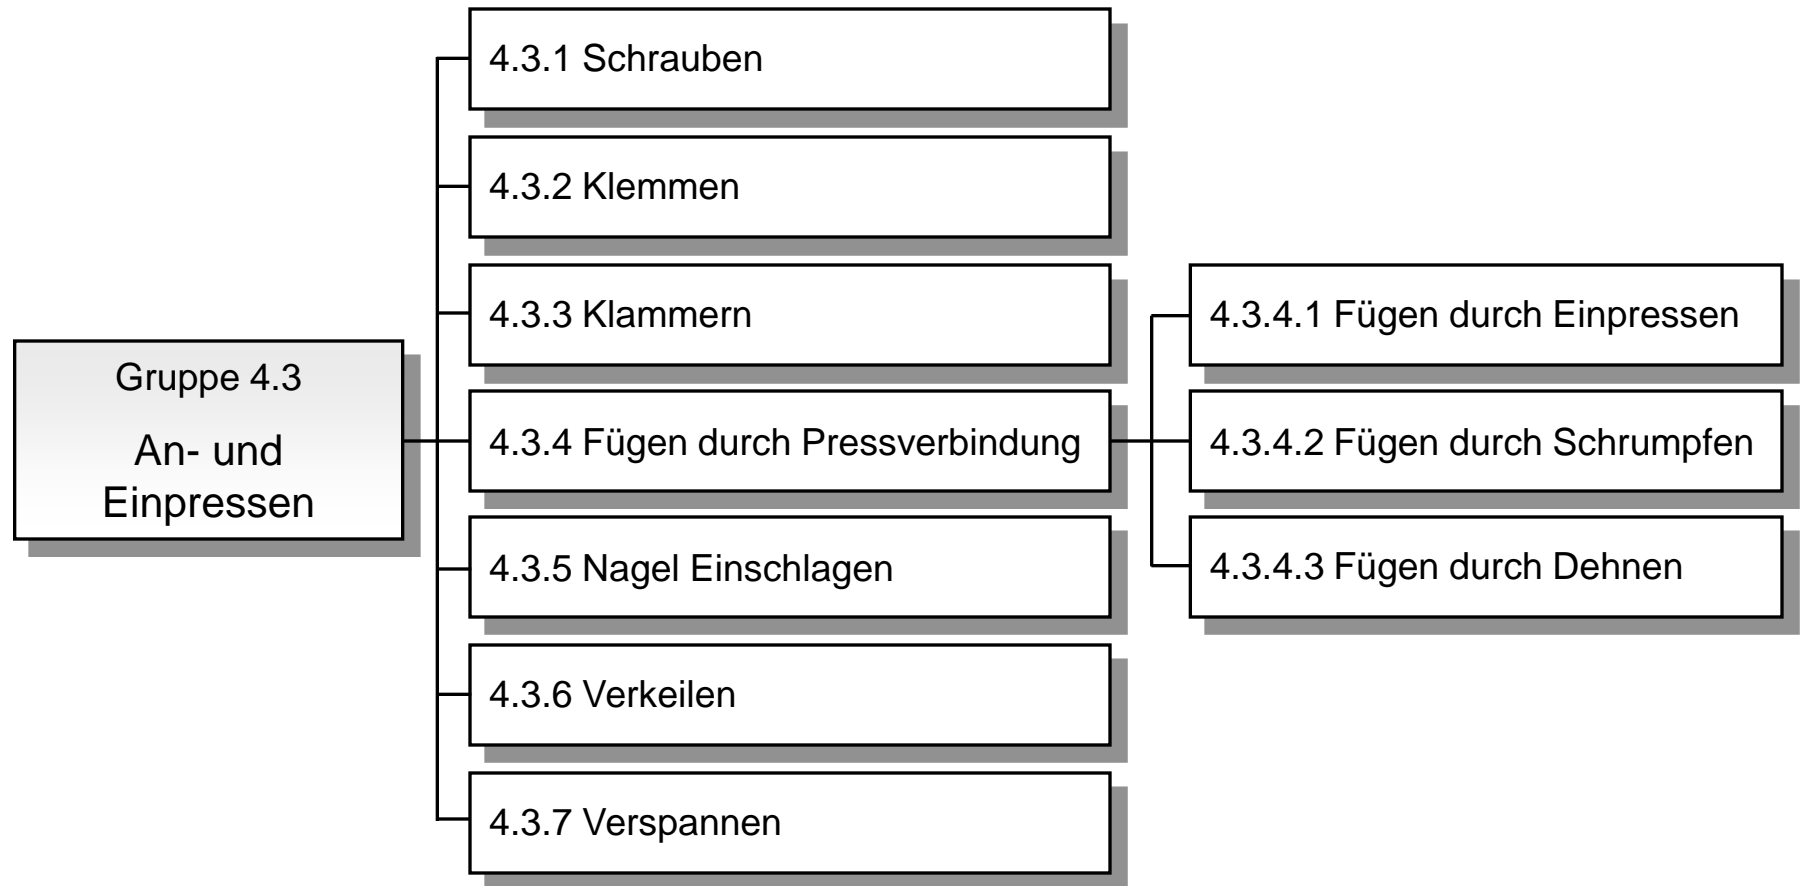 Gruppe 4.3
An- und
Einpressen
4.3.1 Schrauben
4.3.2 Klemmen
4.3.3 Klammern
4.3.4 Fügen durch Pressverbindung
4.3.5 Nagel Einschlagen
4.3.6 Verkeilen
4.3.7 Verspannen
4.3.4.1 Fügen durch Einpressen
4.3.4.2 Fügen durch Schrumpfen
4.3.4.3 Fügen durch Dehnen